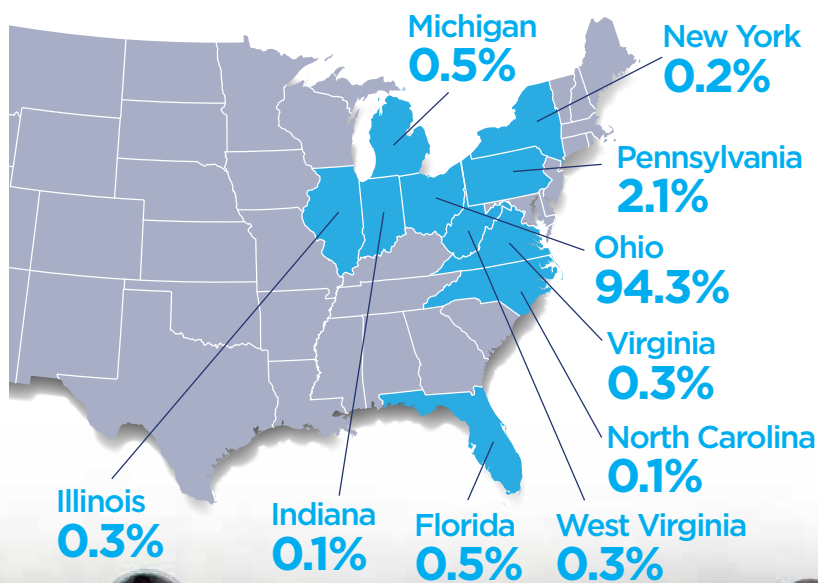 Michigan
0.5%
New York
0.2%
Pennsylvania
2.1%
Ohio
94.3%
Virginia
0.3%
North Carolina
0.1%
West Virginia
0.3%
Florida
0.5%
Indiana
0.1%
Illinois
0.3%